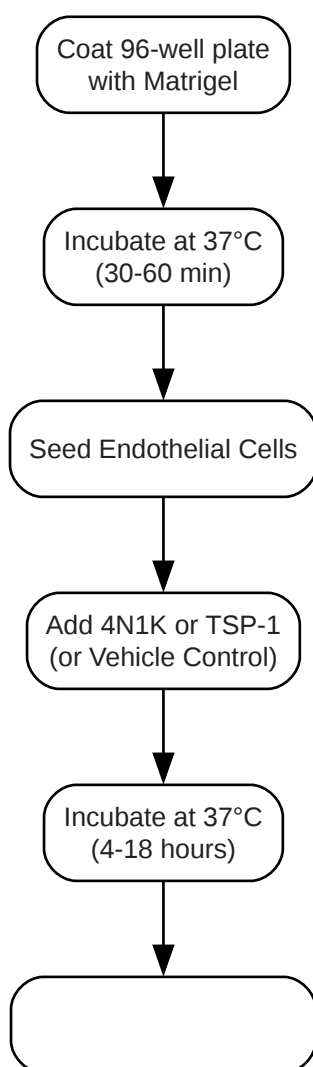 Coat 96-well plate
with Matrigel
Incubate at 37°C
(30-60 min)
Seed Endothelial Cells
Add 4N1K or TSP-1
(or Vehicle Control)
Incubate at 37°C
(4-18 hours)